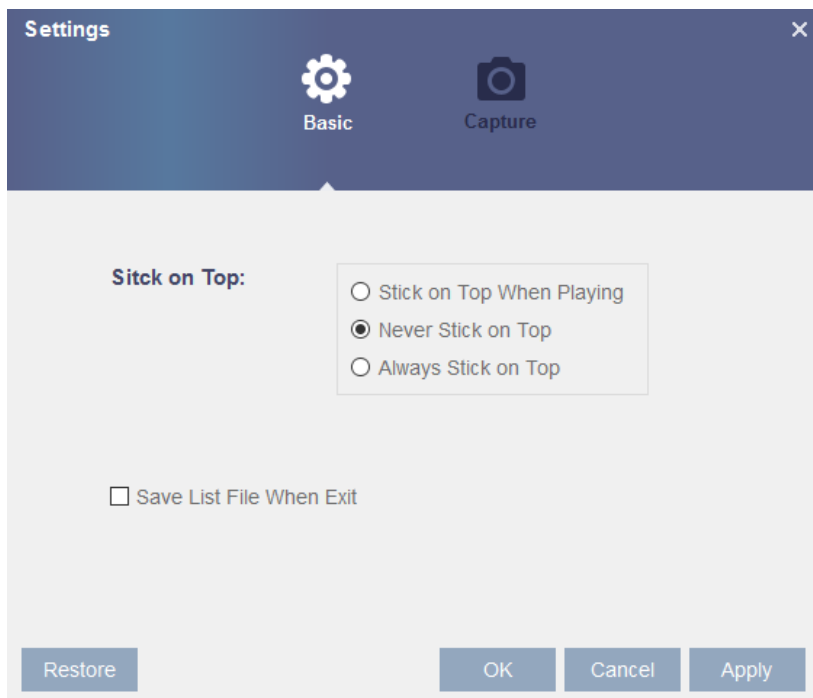 Settings
Basic
Capture
Sitck on Top:
Stick on Top When Playing
Never Stick on Top
Always Stick on Top
Save List File When Exit
Restore
OK
Cancel
Apply